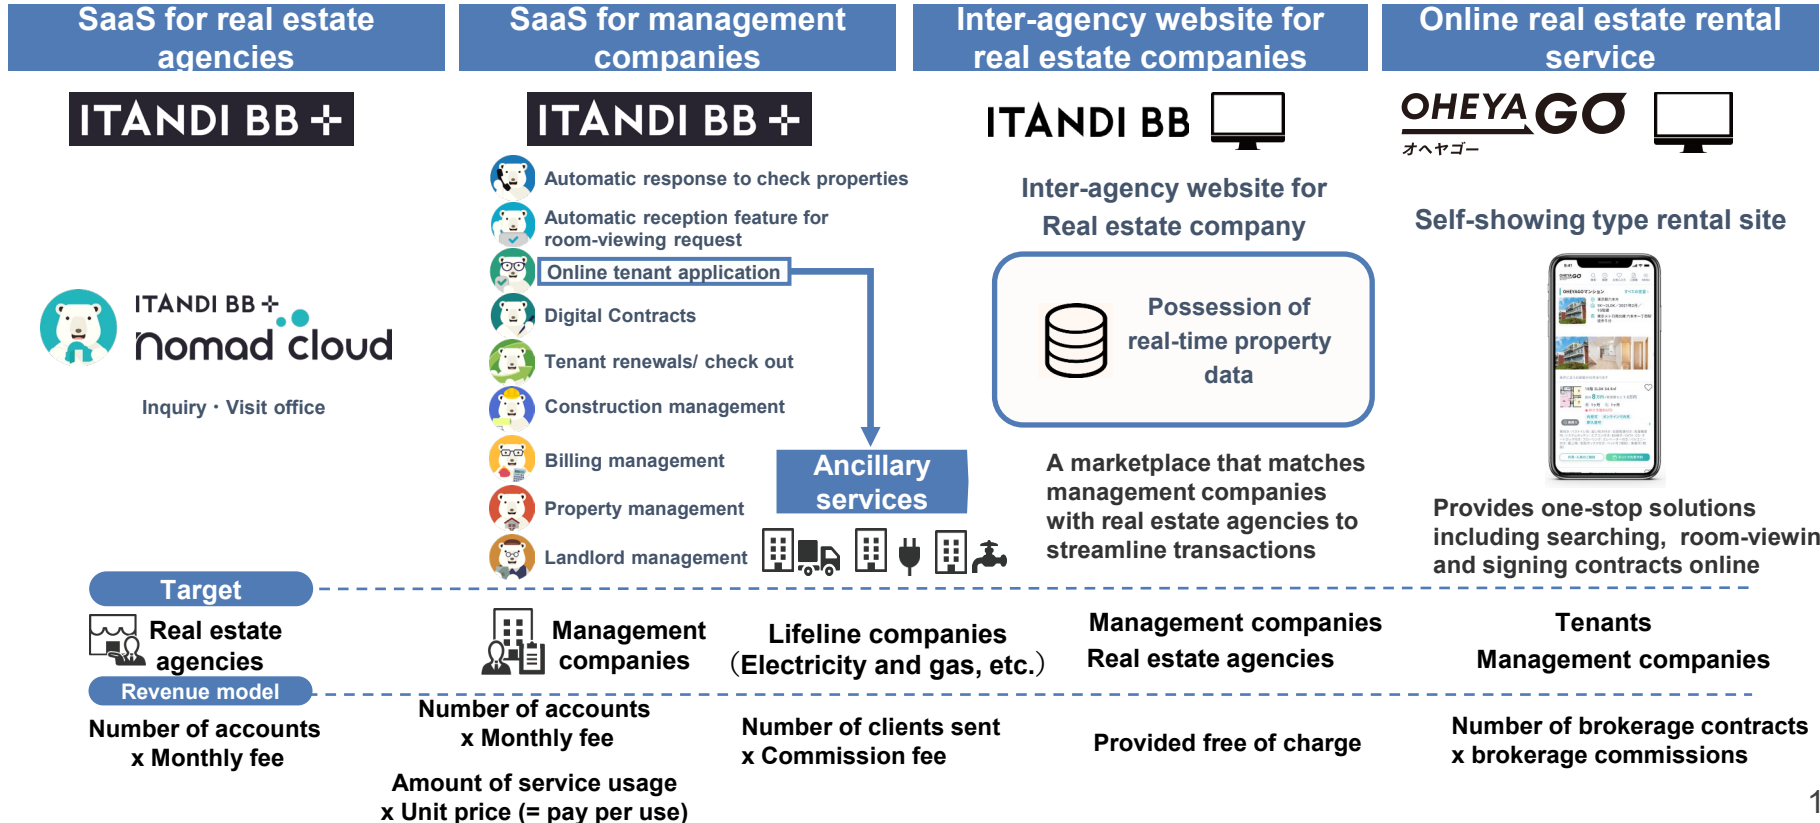 SaaS for real estate
agencies
SaaS for management
companies
Inter-agency website for
real estate companies
Online real estate rental
service
ITANDI BB
ITANDI BB
ITANDI BB
OHEYAGO
オヘヤゴー
ITANDI BB
nomad cloud
Inquiry・Visit office
Automatic response to check properties
Automatic reception feature for
room-viewing request
Online tenant application
Digital Contracts
Tenant renewals/ check out
Construction management
Billing management
Property management
Landlord management
Ancillary
services
Inter-agency website for
Real estate company
Possession of
real-time property
data
A marketplace that matches
management companies
with real estate agencies to
streamline transactions
Self-showing type rental site
Provides one-stop solutions
including searching, room-viewin
and signing contracts online
Target
Real estate
agencies
Management
companies
Lifeline companies
（Electricity and gas, etc.）
Management companies
Real estate agencies
Tenants
Management companies
Revenue model
Number of accounts
x Monthly fee
Number of accounts
x Monthly fee
Amount of service usage
x Unit price (= pay per use)
Number of clients sent
x Commission fee
Provided free of charge
Number of brokerage contracts
x brokerage commissions
1